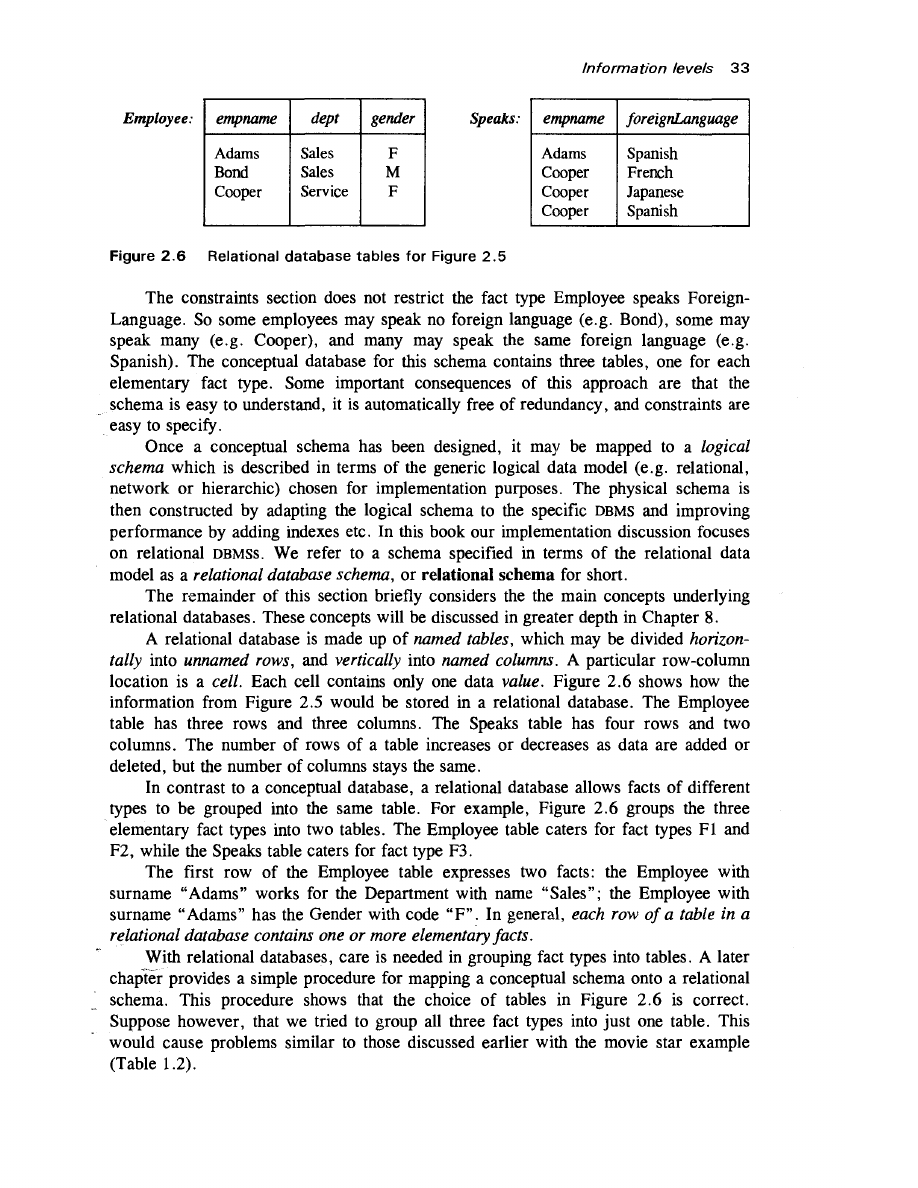 Information levels 33
Employee: empname dept gender Speaks: empname foreignLanguage
Adams Sales F Adams Spanish
Bond Sales M Cooper French
Cooper Service F Cooper Japanese
Cooper Spanish
Figure 2.6 Relational database tables for Figure 2.5
The constraints section does not restrict the fact type Employee speaks Foreign-
Language. So some employees may speak no foreign language (e.g. Bond), some may
speak many (e.g. Cooper), and many may speak the same foreign language (e.g.
Spanish). The conceptual database for this schema contains three tables, one for each
elementary fact type. Some important consequences of this approach are that the
schema is easy to understand, it is automatically free of redundancy, and constraints are
easy to specify.
Once a conceptual schema has been designed, it may be mapped to a logical
schema which is described in terms of the generic logical data model (e.g. relational,
network or hierarchic) chosen for implementation purposes. The physical schema is
then constructed by adapting the logical schema to the specific DBMS and improving
performance by adding indexes etc. In this book our implementation discussion focuses
on relational DBMSs. We refer to a schema specified in terms of the relational data
model as a relational database schema, or relational schema for short.
The remainder of this section briefly considers the the main concepts underlying
relational databases. These concepts will be discussed in greater depth in Chapter 8.
A relational database is made up of named tables, which may be divided horizon-
tally into unnamed rows, and vertically into named columns. A particular row-column
location is a cell. Each cell contains only one data value. Figure 2.6 shows how the
information from Figure 2.5 would be stored in a relational database. The Employee
table has three rows and three columns. The Speaks table has four rows and two
columns. The number of rows of a table increases or decreases as data are added or
deleted, but the number of columns stays the same.
In contrast to a conceptual database, a relational database allows facts of different
types to be grouped into the same table. For example, Figure 2.6 groups the three
elementary fact types into two tables. The Employee table caters for fact types F1 and
F2, while the Speaks table caters for fact type F3.
The first row of the Employee table expresses two facts: the Employee with
surname “Adams” works for the Department with name “Sales”; the Employee with
surname “Adams” has the Gender with code “F”. In general, each row of a table in a
relational database contains one or more elementary facts.
With relational databases, care is needed in grouping fact types into tables. A later
chapter provides a simple procedure for mapping a conceptual schema onto a relational
schema. This procedure shows that the choice of tables in Figure 2.6 is correct.
Suppose however, that we tried to group all three fact types into just one table. This
would cause problems similar to those discussed earlier with the movie star example
(Table 1.2).